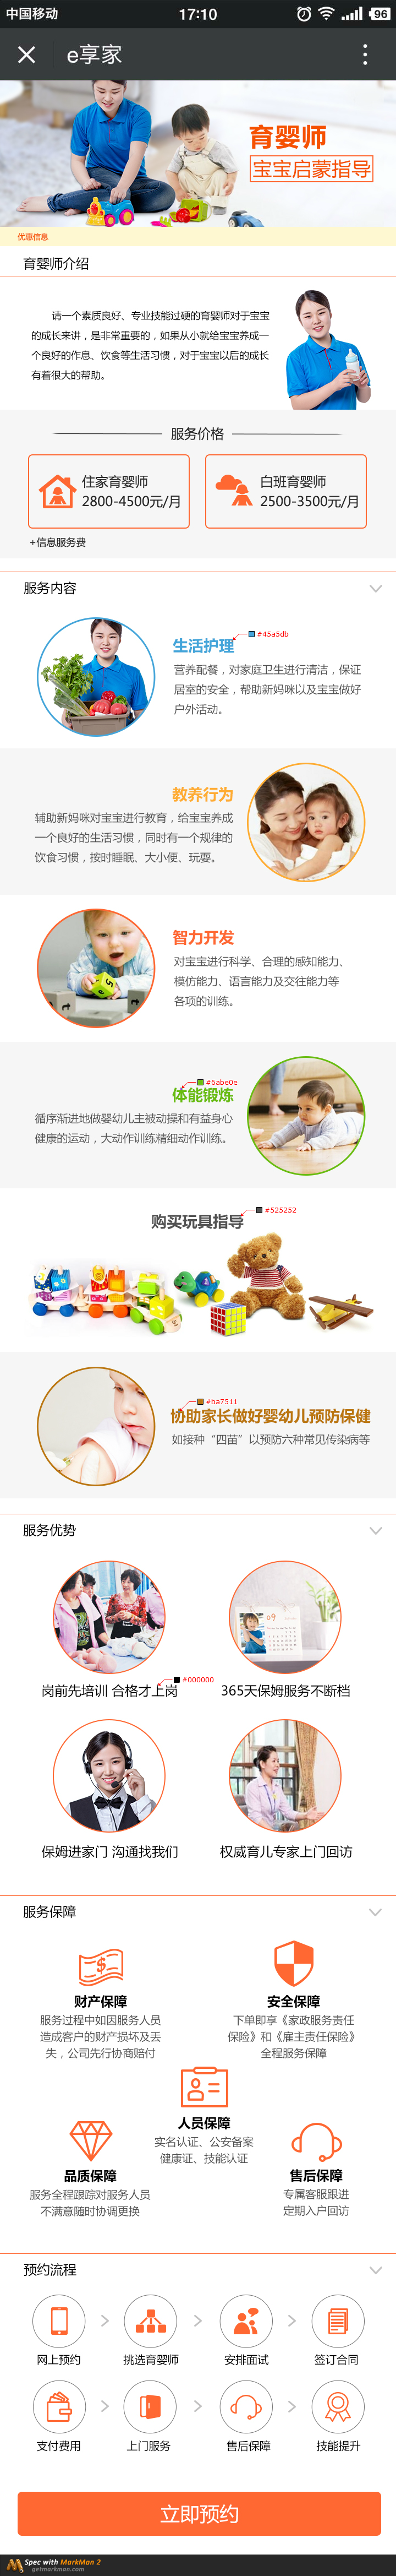 中国移动
17:10
96
e享家
育婴师
宝宝启蒙指导
优惠信息
育婴师介绍
请一个素质良好、专业技能过硬的育婴师对于宝宝
的成长来讲，是非常重要的，如果从小就给宝宝养成一
个良好的作息、饮食等生活习惯，对于宝宝以后的成长
有着很大的帮助。
服务价格
住家育婴师
2800-4500元/月
白班育婴师
2500-3500元/月
+信息服务费
服务内容
#45a5db
生活护理
营养配餐，对家庭卫生进行清洁，保证
居室的安全，帮助新妈咪以及宝宝做好
户外活动。
教养行为
辅助新妈咪对宝宝进行教育，给宝宝养成
一个良好的生活习惯，同时有一个规律的
饮食习惯，按时睡眠、大小便、玩耍。
智力开发
对宝宝进行科学、合理的感知能力、
模仿能力、语言能力及交往能力等
各项的训练。
#6abe0e
体能锻炼
循序渐进地做婴幼儿主被动操和有益身心
健康的运动，大动作训练精细动作训练。
#525252
购买玩具指导
#ba7511
协助家长做好婴幼儿预防保健
如接种“四苗”以预防六种常见传染病等
服务优势
09
#000000
岗前先培训 合格才上岗
365天保姆服务不断档
保姆进家门 沟通找我们
权威育儿专家上门回访
服务保障
财产保障
服务过程中如因服务人员
造成客户的财产损坏及丢
失，公司先行协商赔付
安全保障
下单即享《家政服务责任
保险》和《雇主责任保险》
全程服务保障
人员保障
实名认证、公安备案
健康证、技能认证
品质保障
服务全程跟踪对服务人员
不满意随时协调更换
售后保障
专属客服跟进
定期入户回访
预约流程
网上预约
挑选育婴师
安排面试
签订合同
支付费用
上门服务
售后保障
技能提升
立即预约
Spec with MarkMan 2
getmarkman.com